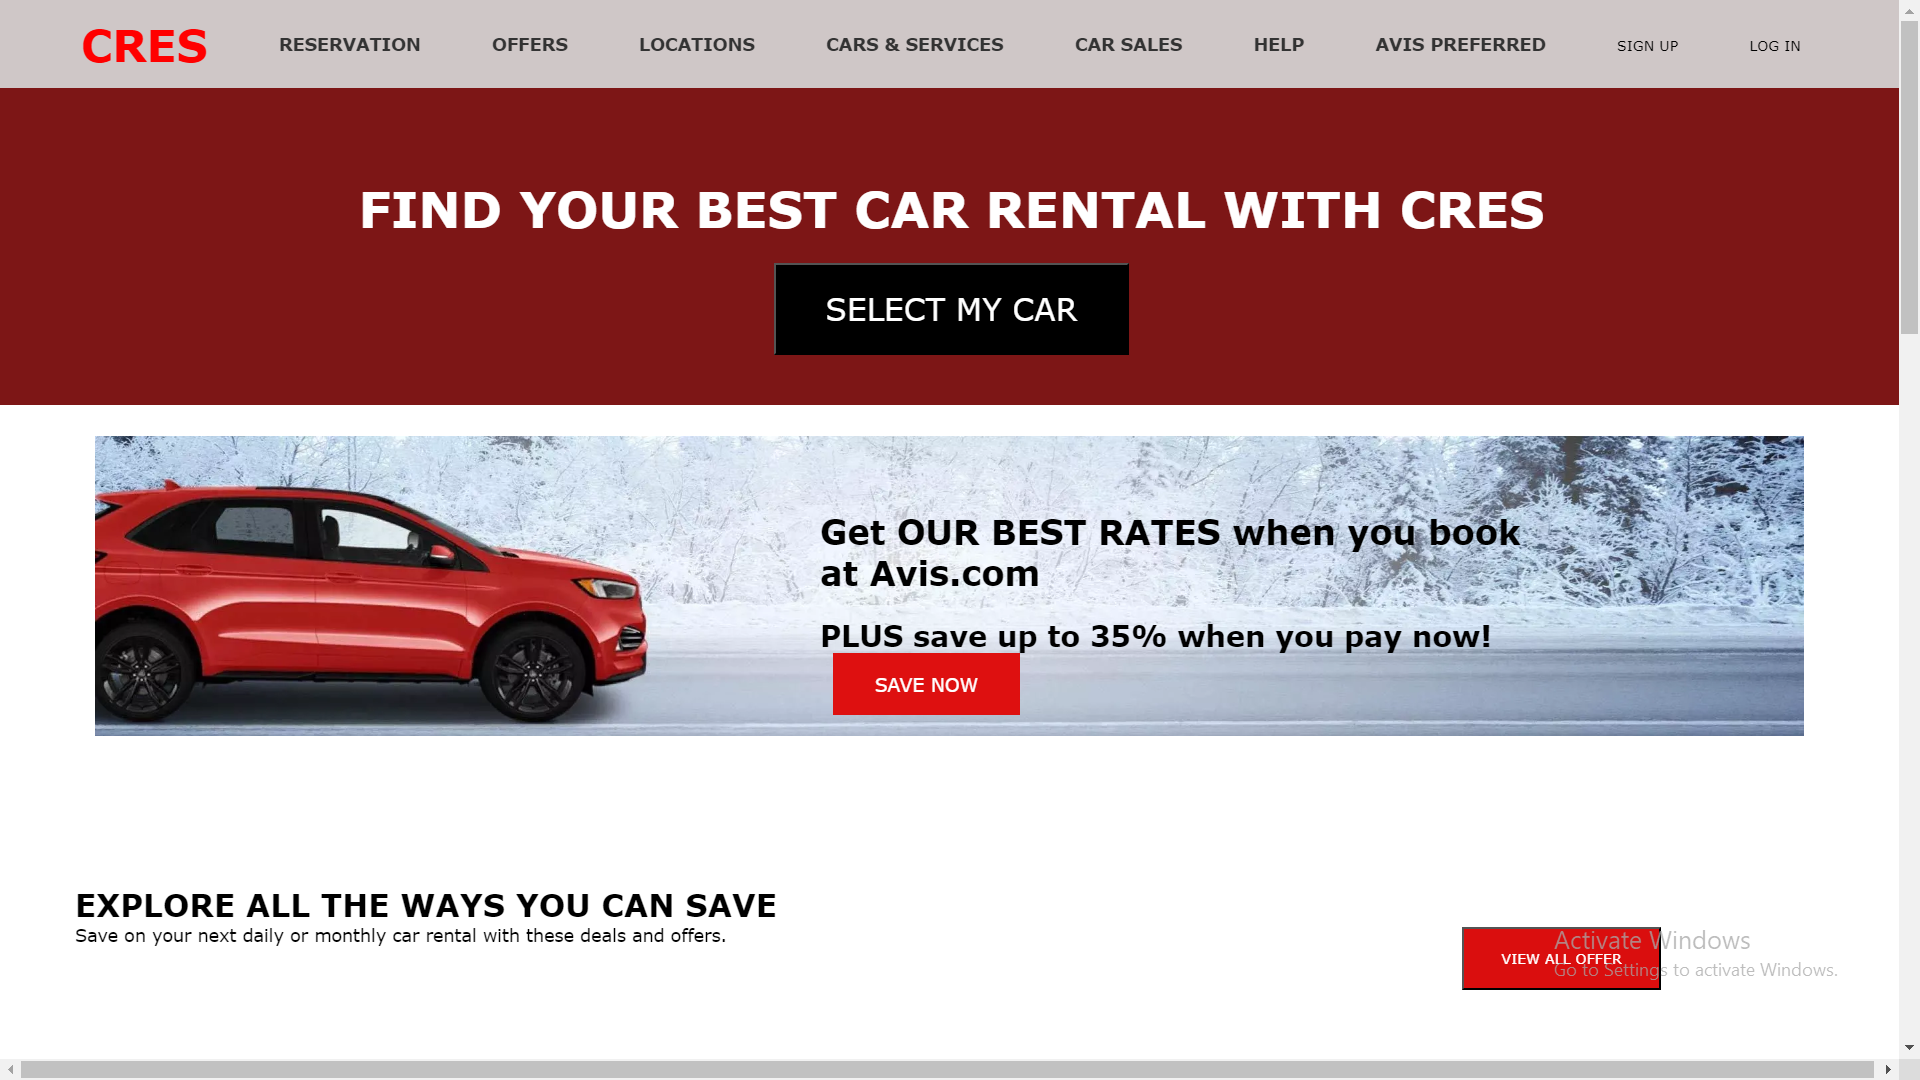 CRES
RESERVATION
OFFERS
LOCATIONS
CARS & SERVICES
CAR SALES
HELP
AVIS PREFERRED
SIGN UP
LOG IN
FIND YOUR BEST CAR RENTAL WITH CRES
SELECT MY CAR
Get OUR BEST RATES when you book
at Avis.com
PLUS save up to 35% when you pay now!
SAVE NOW
EXPLORE ALL THE WAYS YOU CAN SAVE
Save on your next daily or monthly car rental with these deals and offers.
VIEW ALL OFFER
Activate Windows
Go to Settings to activate Windows.